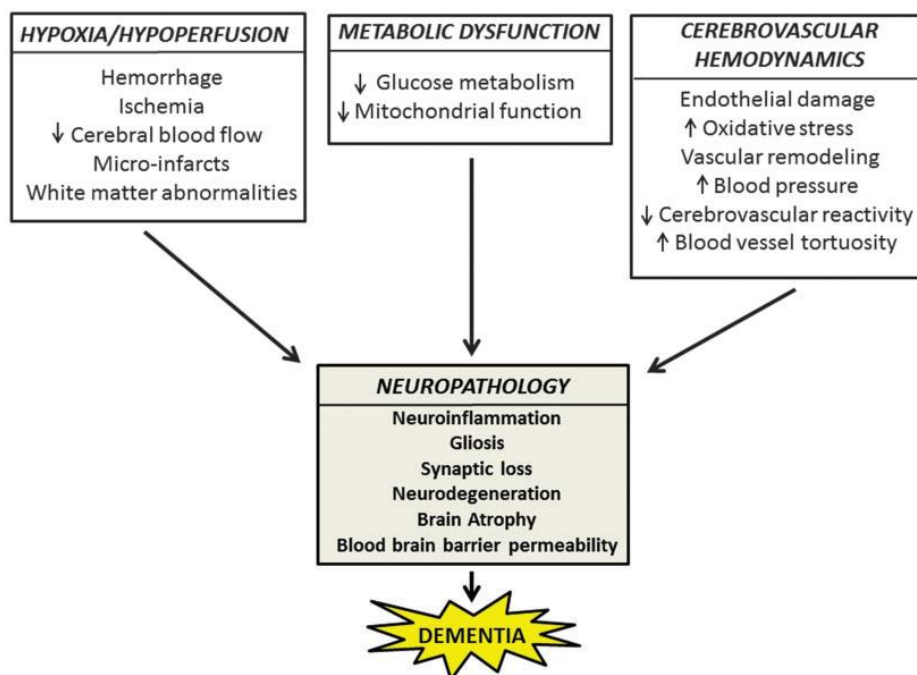 HYPOXIA/HYPOPERFUSION
Hemorrhage
Ischemia
↓ Cerebral blood flow
Micro-infarcts
White matter abnormalities
METABOLIC DYSFUNCTION
↓ Glucose metabolism
↓ Mitochondrial function
CEREBROVASCULAR
HEMODYNAMICS
Endothelial damage
↑ Oxidative stress
Vascular remodeling
↑ Blood pressure
↓ Cerebrovascular reactivity
↑ Blood vessel tortuosity
NEUROPATHOLOGY
Neuroinflammation
Gliosis
Synaptic loss
Neurodegeneration
Brain Atrophy
Blood brain barrier permeability
DEMENTIA